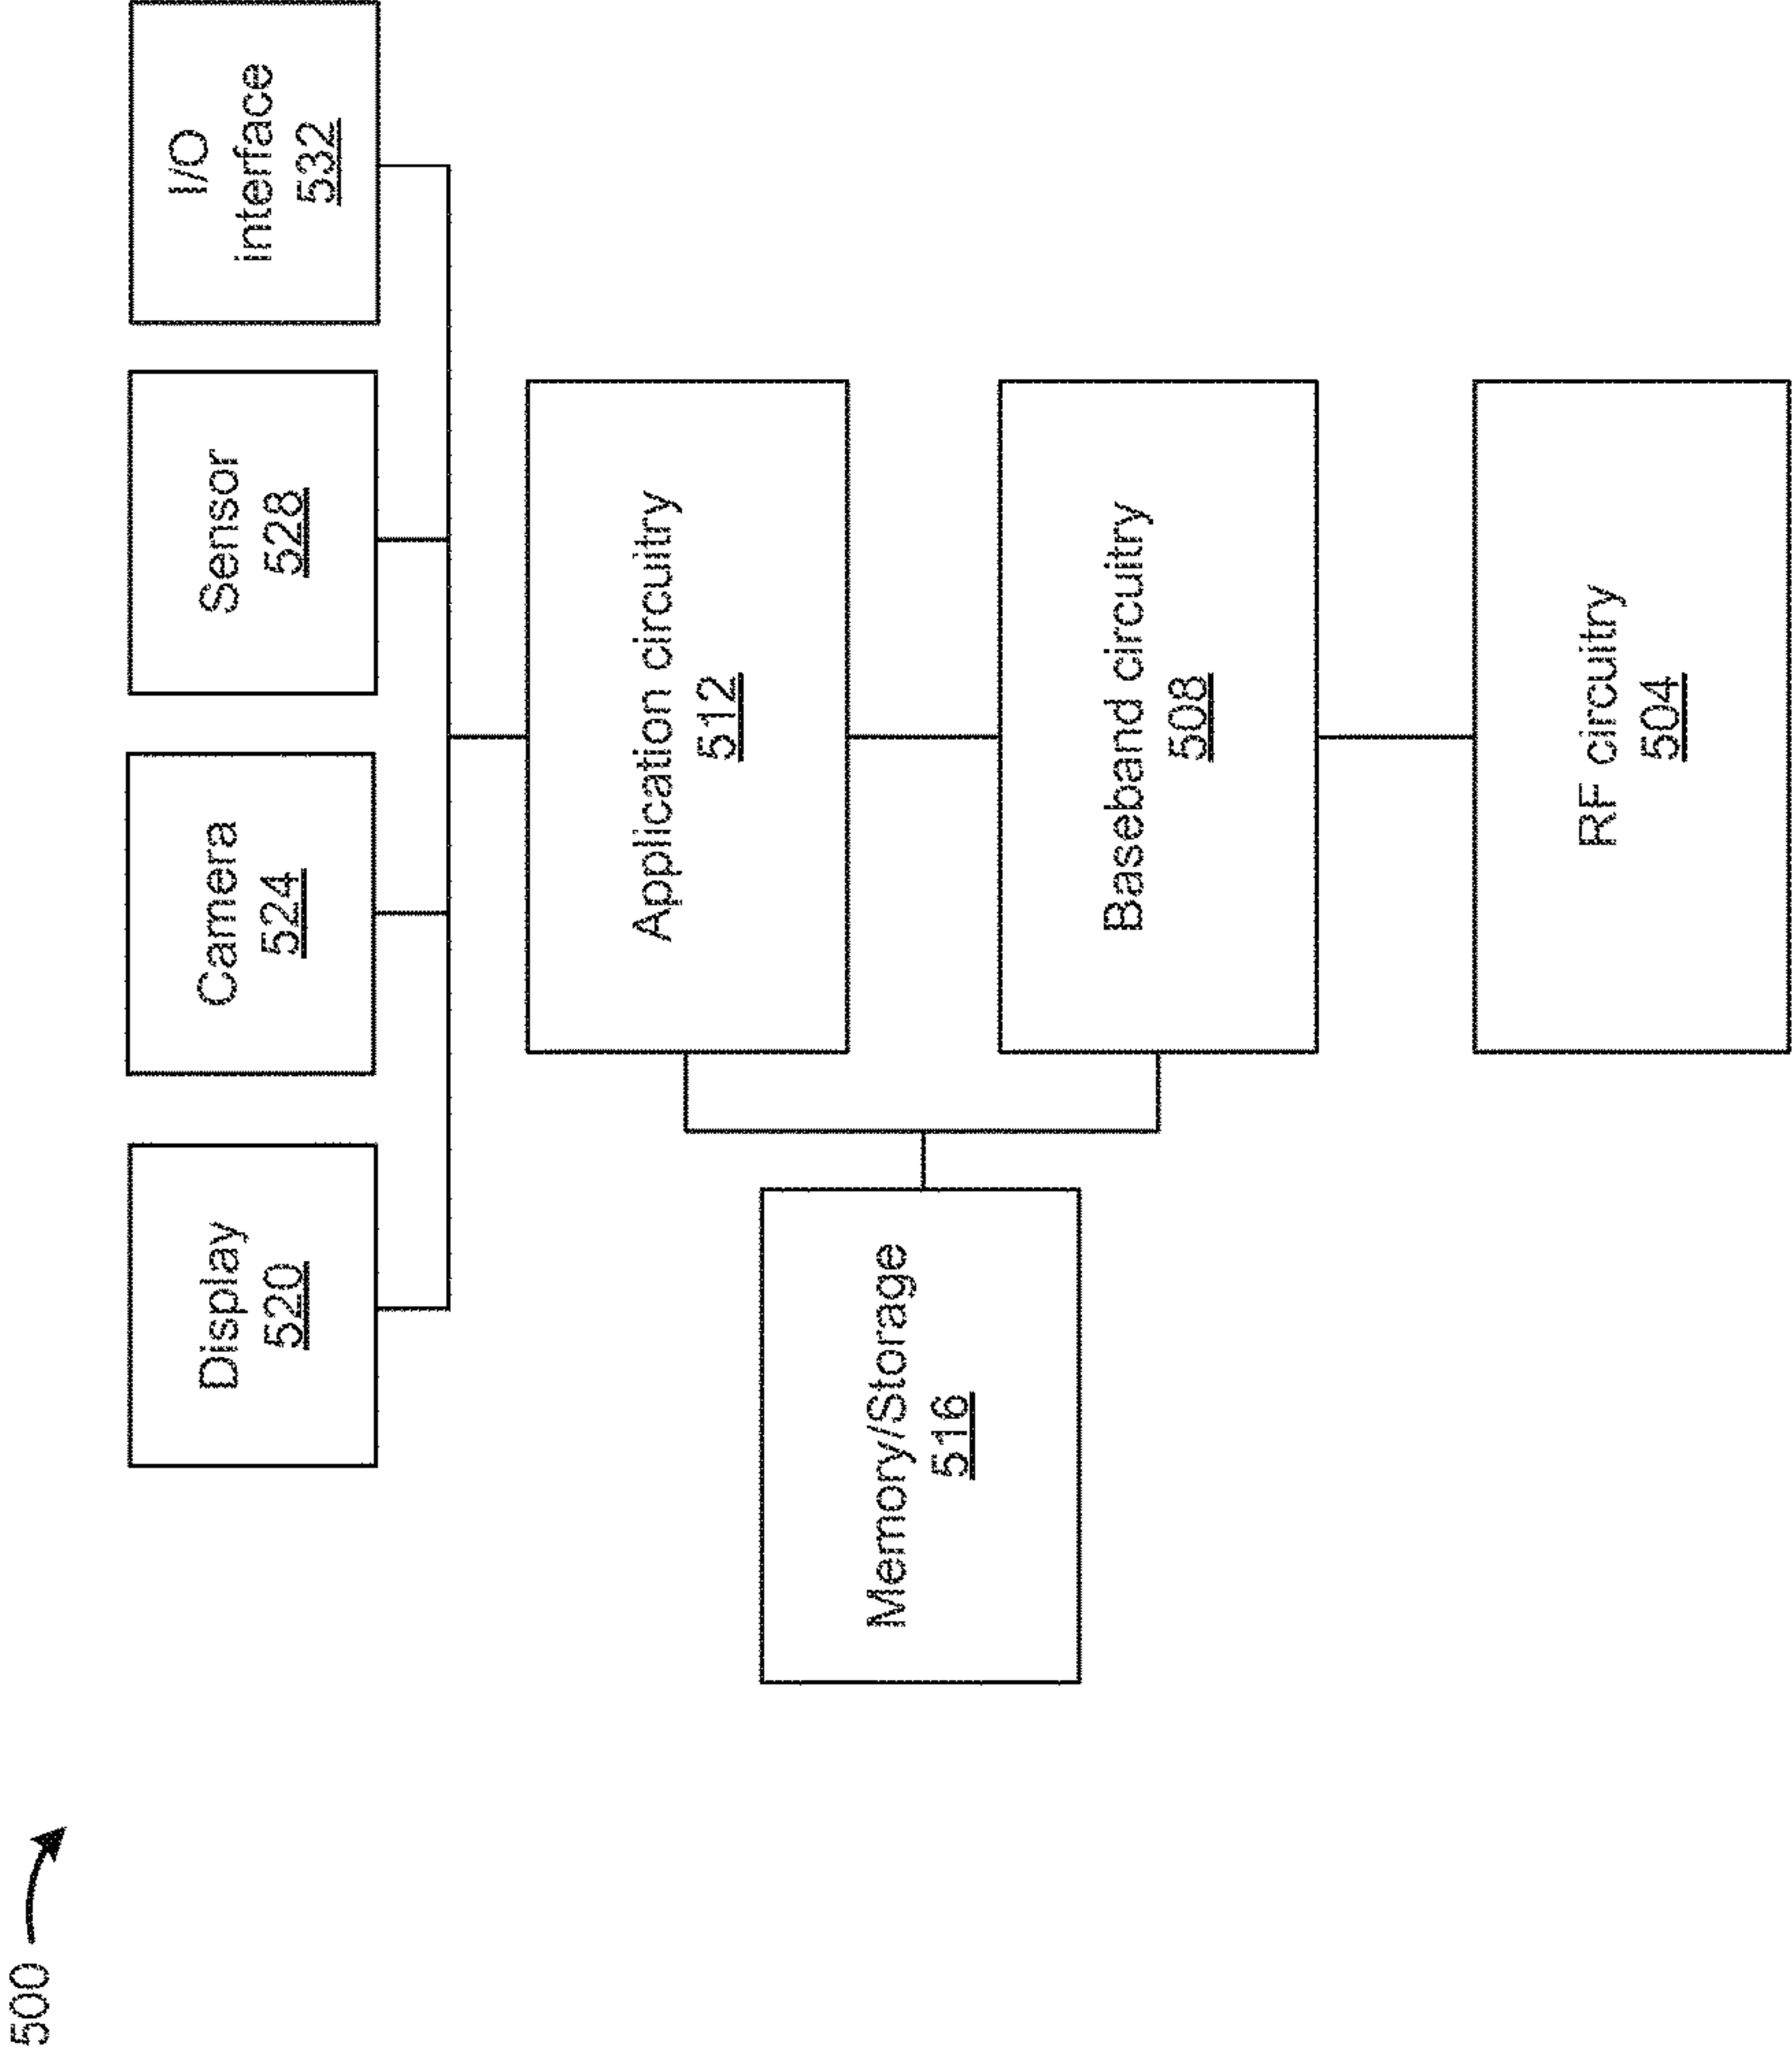 500
Display
520
Camera
524
Sensor
528
I/O
interface
532
Application circuitry
512
Memory/Storage
516
Baseband circuitry
508
RF circuitry
504